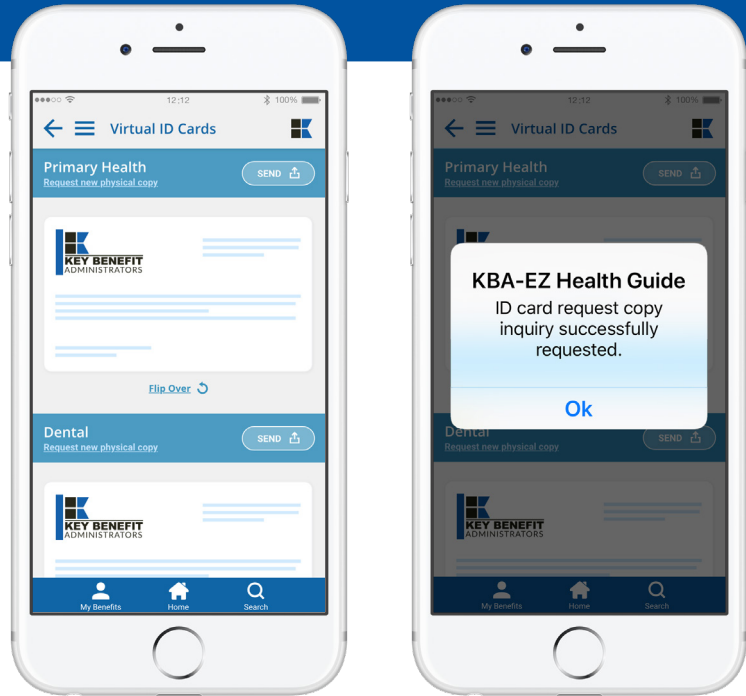 12:12
100%
Virtual ID Cards
Primary Health
Request new physical copy
SEND
KEY BENEFIT
ADMINISTRATORS
Flip Over
Dental
Request new physical copy
SEND
KEY BENEFIT
ADMINISTRATORS
My Benefits
Home
Search
12:12
100%
Virtual ID Cards
Primary Health
Request new physical copy
SEND
KBA-EZ Health Guide
ID card request copy
inquiry successfully
requested.
Ok
Dental
Request new physical copy
SEND
KEY BENEFIT
ADMINISTRATORS
My Benefits
Home
Search